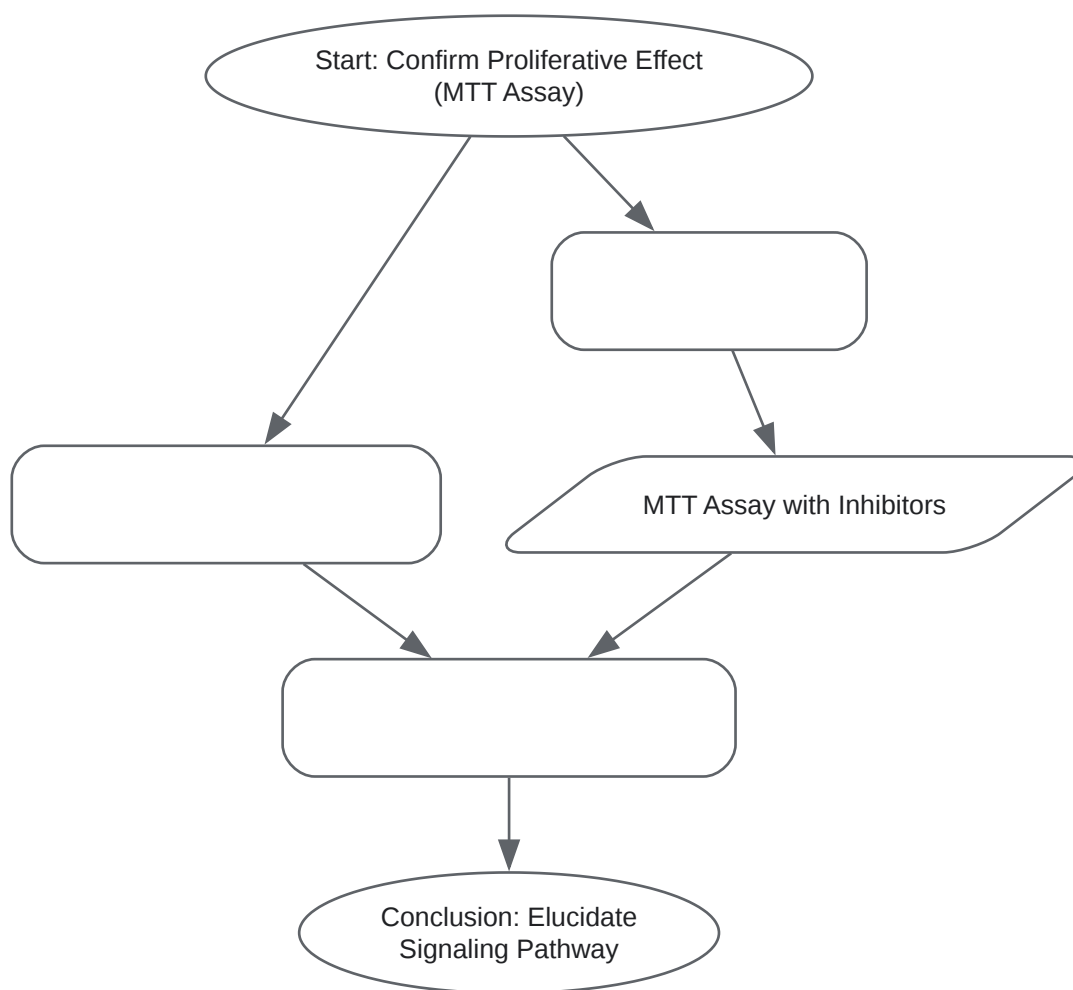 Start: Confirm Proliferative Effect
(MTT Assay)
MTT Assay with Inhibitors
Conclusion: Elucidate
Signaling Pathway